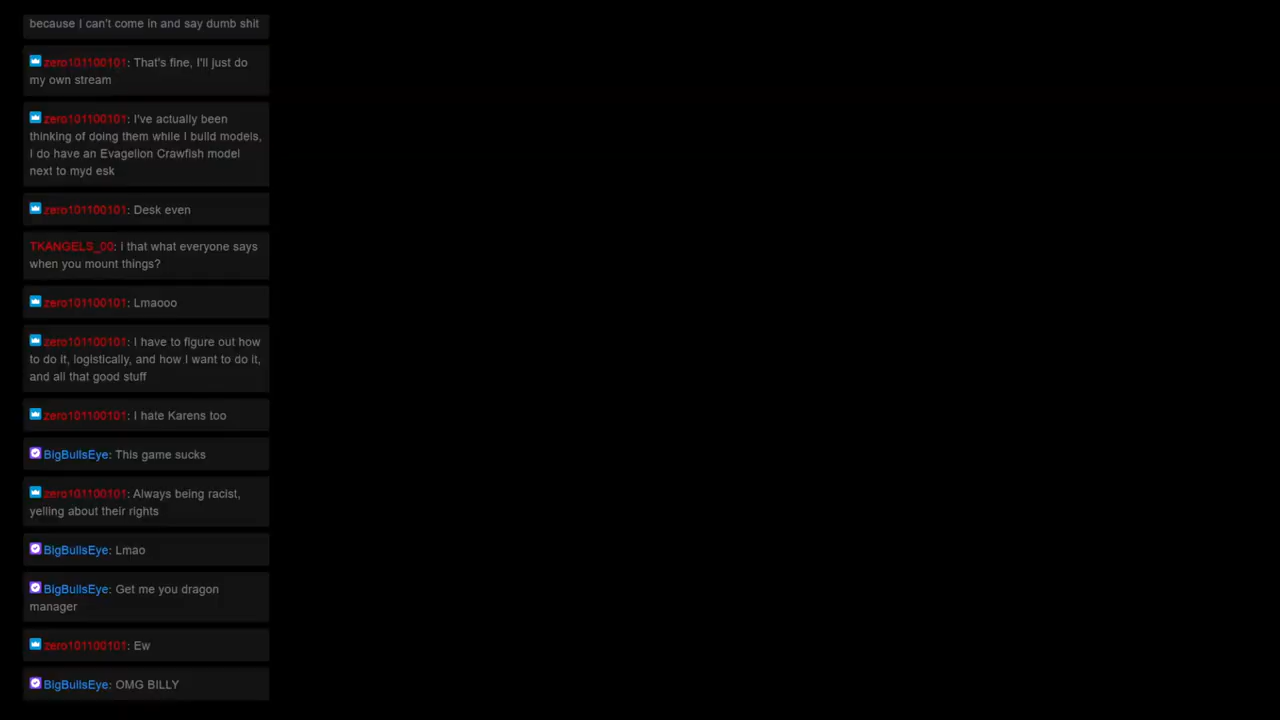 because I can't come in and say dumb shit
zero101100101: That's fine, I'll just do
my own stream
zero101100101: I've actually been
thinking of doing them while I build models,
I do have an Evagelion Crawfish model
next to myd esk
zero101100101: Desk even
TKANGELS_00: I that what everyone says
when you mount things?
zero101100101: Lmaooo
zero101100101: I have to figure out how
to do it, logistically, and how I want to do it,
and all that good stuff
zero101100101: I hate Karens too
BigBullsEye: This game sucks
zero101100101: Always being racist,
yelling about their rights
BigBullsEye: Lmao
BigBullsEye: Get me you dragon
manager
zero101100101: Ew
BigBullsEye: OMG BILLY